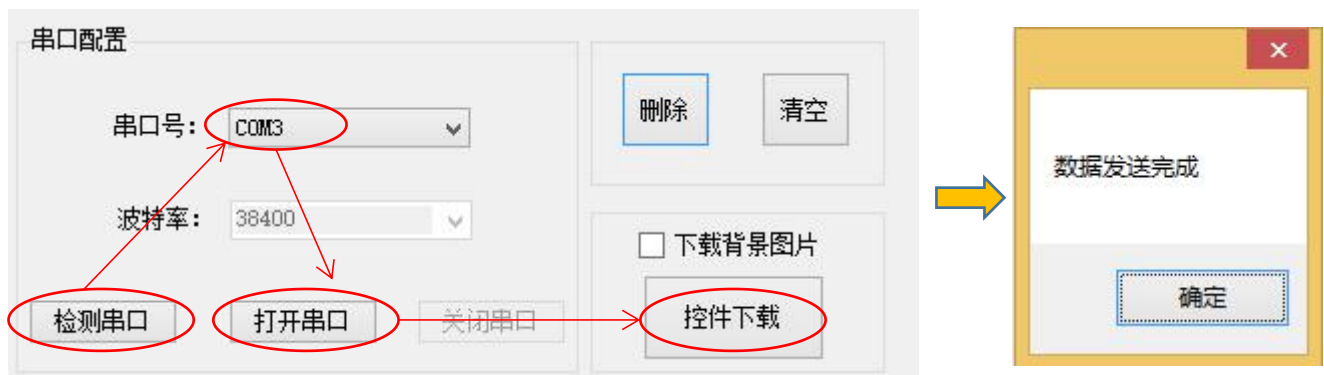 串口配置
串口号：
COM3
波特率：
38400
检测串口
打开串口
关闭串口
删除
清空
下载背景图片
控件下载
数据发送完成
确定